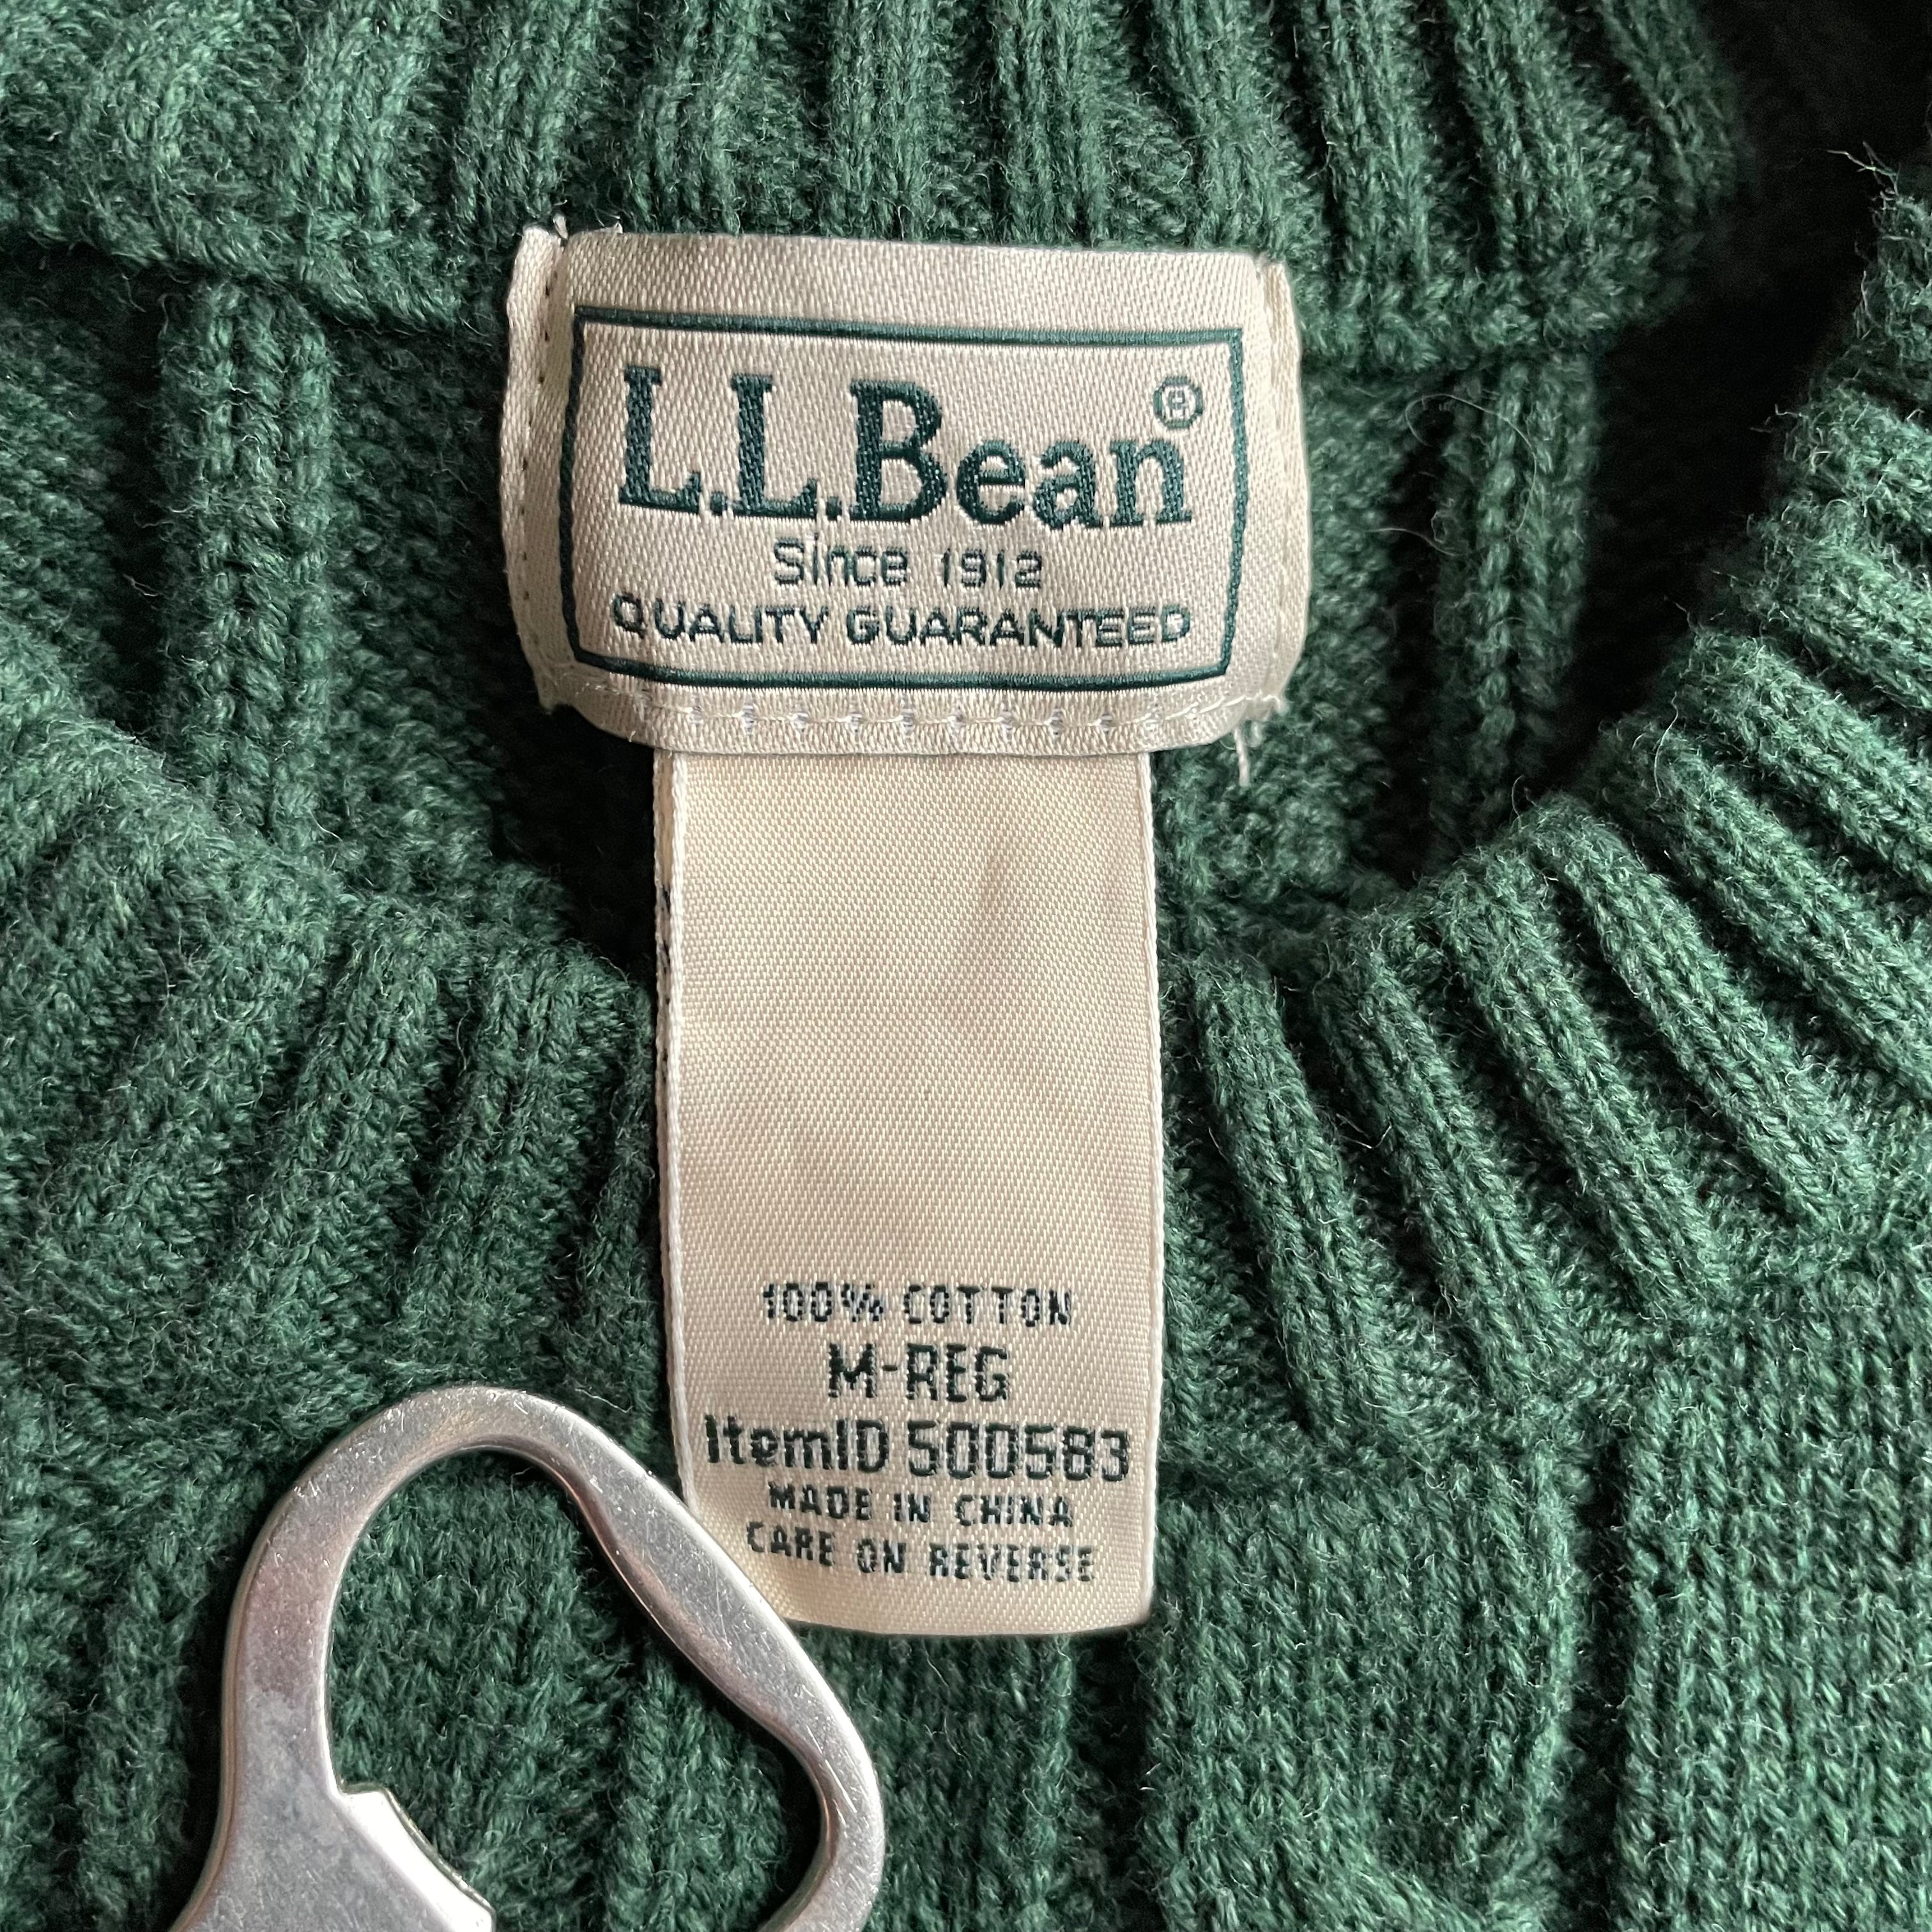 L.L.Bean®
Since 1912
QUALITY GUARANTEED
100% COTTON
M-REG
ItemID 500583
MADE IN CHINA
CARE ON REVERSE